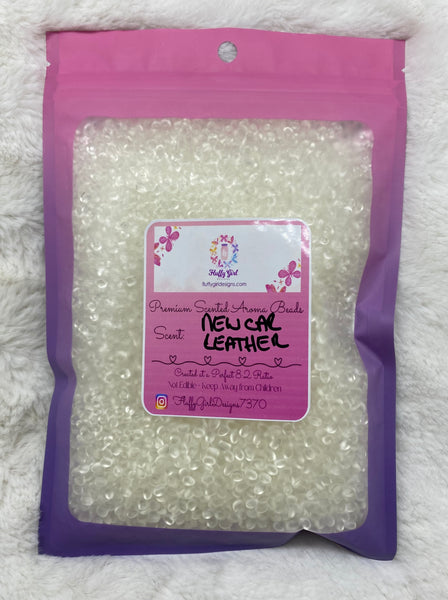 Fluffy Girl
fluffygirldesigns.com
Premium Scented Aroma Beads
Scent: NEW CAR
LEATHER
Created at a Perfect 8:2 Ratio
Not Edible - Keep Away from Children
FluffyGirlDesigns7370